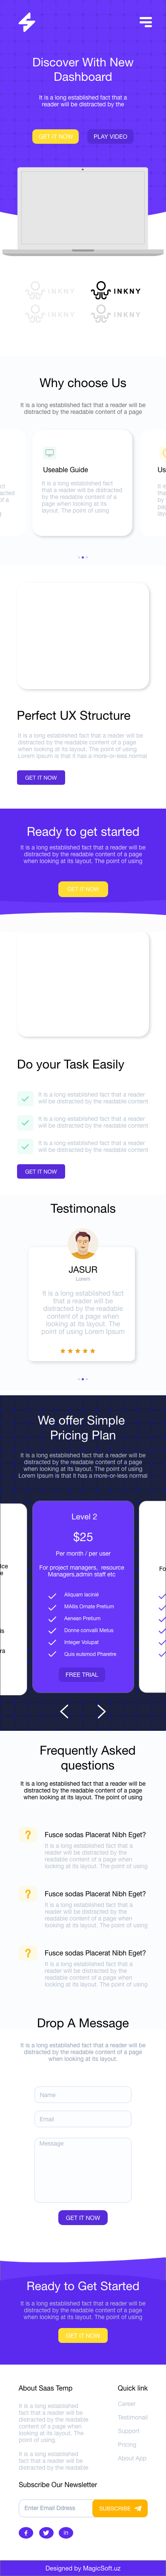 Discover With New
Dashboard
It is a long established fact that a
reader will be distracted by the
GET IT NOW
PLAY VIDEO
INKNY
INKNY
INKNY
INKNY
Why choose Us
It is a long established fact that a reader will be
distracted by the readable content of a page
Useable Guide
It is a long established fact
that a reader will be distracted
by the readable content of a
page when looking at its
layout. The point of using
Perfect UX Structure
It is a long established fact that a reader will be
distracted by the readable content of a page
when looking at its layout. The point of using
Lorem Ipsum is that it has a more-or-less normal
GET IT NOW
Ready to get started
It is a long established fact that a reader will be
distracted by the readable content of a page
when looking at its layout. The point of using
GET IT NOW
Do your Task Easily
It is a long established fact that a reader
will be distracted by the readable content
It is a long established fact that a reader
will be distracted by the readable content
It is a long established fact that a reader
will be distracted by the readable content
GET IT NOW
Testimonals
JASUR
Lorem
It is a long established fact
that a reader will be
distracted by the readable
content of a page when
looking at its layout. The
point of using Lorem Ipsum
We offer Simple
Pricing Plan
It is a long established fact that a reader will be
distracted by the readable content of a page
when looking at its layout. The point of using
Lorem Ipsum is that it has a more-or-less normal
Level 2
$25
Per month / per user
For project managers, resource
Managers,admin staff etc
Aliquam lacinià
MAllis Ornate Pretium
Aenean Pretium
Donne convalli Metus
Integer Volupat
Quis euismod Pharetre
FREE TRIAL
Frequently Asked
questions
It is a long established fact that a reader will be
distracted by the readable content of a page
when looking at its layout. The point of using
Fusce sodas Placerat Nibh Eget?
It is a long established fact that a
reader will be distracted by the
readable content of a page when
looking at its layout. The point of using
Fusce sodas Placerat Nibh Eget?
It is a long established fact that a
reader will be distracted by the
readable content of a page when
looking at its layout. The point of using
Fusce sodas Placerat Nibh Eget?
It is a long established fact that a
reader will be distracted by the
readable content of a page when
looking at its layout. The point of using
Drop A Message
It is a long established fact that a reader will be
distracted by the readable content of a page
when looking at its layout.
Name
Email
Message
GET IT NOW
Ready to Get Started
It is a long established fact that a reader will be
distracted by the readable content of a page
when looking at its layout. The point of using
GET IT NOW
About Saas Temp
It is a long established
fact that a reader will be
distracted by the readable
content of a page when
looking at its layout. The
point of using.
It is a long established
fact that a reader will be
distracted by the readable
Quick link
Career
Testimonail
Support
Pricing
About App
Subscribe Our Newsletter
Enter Email Ddress
SUBSCRIBE
Designed by MagicSoft.uz